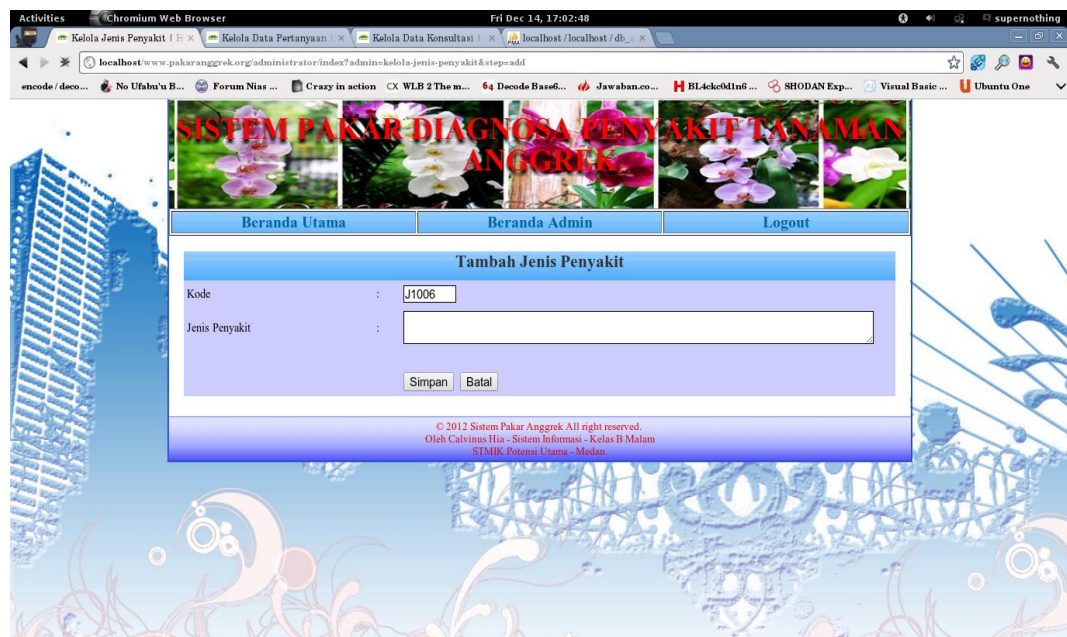 Activities Chromium Web Browser Fri Dec 14, 17:02:48 supernothing
Kelola Jenis Penyakit | H × Kelola Data Pertanyaan | × Kelola Data Konsultasi | × localhost / localhost / db_ ×
localhost/www.pakaranggrek.org/administrator/index?admin=kelola-jenis-penyakit&step=add
encode / deco... No Ufabu'u B... Forum Nias ... Crazy in action CX WLB 2 The m... 64 Decode Base6... Jawaban.co... BL4ckc0d1n6 ... SHODAN Exp... Visual Basic ... Ubuntu One
SISTEM PAKAR DIAGNOSA PENYAKIT TANAMAN
ANGGREK
Beranda Utama Beranda Admin Logout
Tambah Jenis Penyakit
Kode : J1006
Jenis Penyakit :
Simpan Batal
© 2012 Sistem Pakar Anggrek All right reserved.
Oleh Calvinus Hia - Sistem Informasi - Kelas B Malam
STMIK Potensi Utama - Medan.